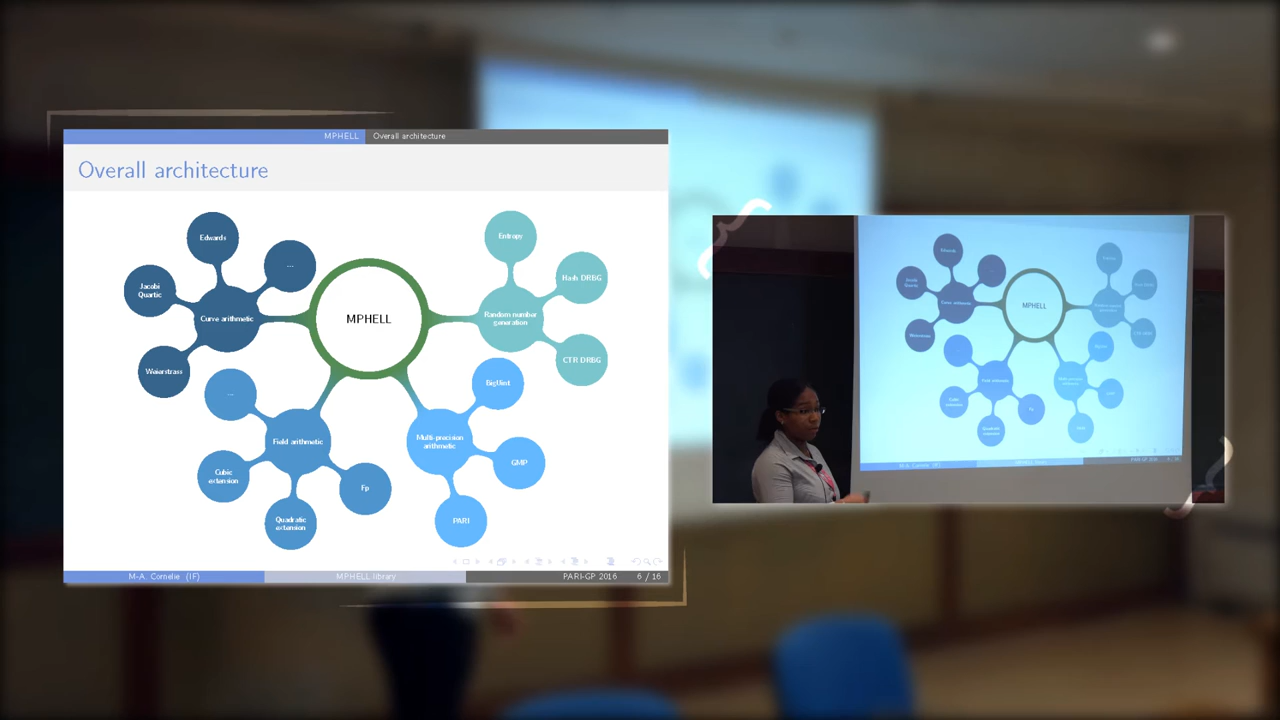 MPHELL Overall architecture
Overall architecture
Edwards
...
Jacobi
Quartic
Curve arithmetic
Weierstrass
MPHELL
Entropy
Hash DRBG
Random number
generation
CTR DRBG
...
Field arithmetic
Cubic
extension
Quadratic
extension
Fp
BigUint
Multi-precision
arithmetic
GMP
PARI
M-A. Cornelie (IF) MPHELL library PARI-GP 2016 6 / 16
MPHELL